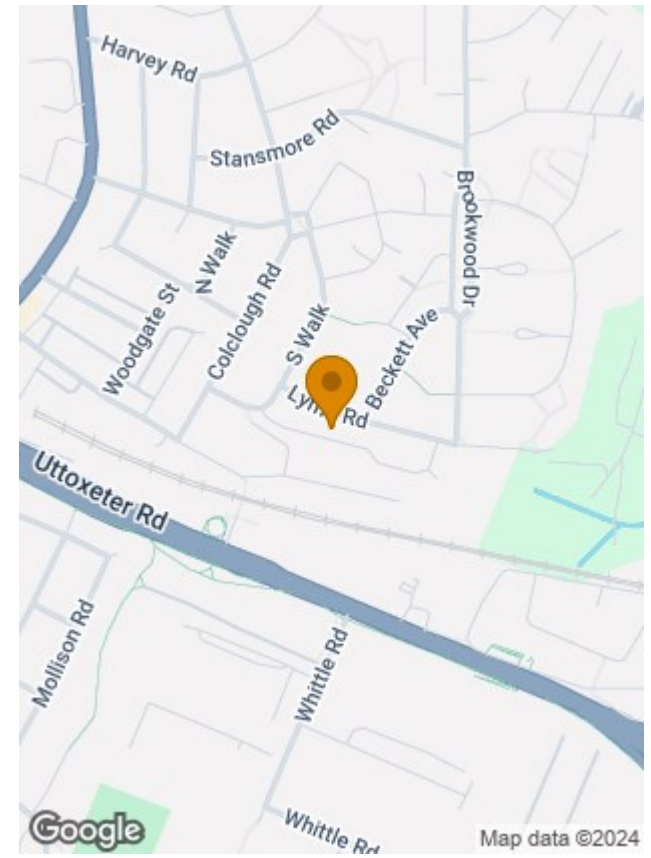 Harvey Rd
Stansmore Rd
Brookwood Dr
N Walk
Woodgate St
Colclough Rd
S Walk
Beckett Ave
Rd
Uttoxeter Rd
Mollison Rd
Whittle Rd
Whittle Rd
Google
Map data ©2024